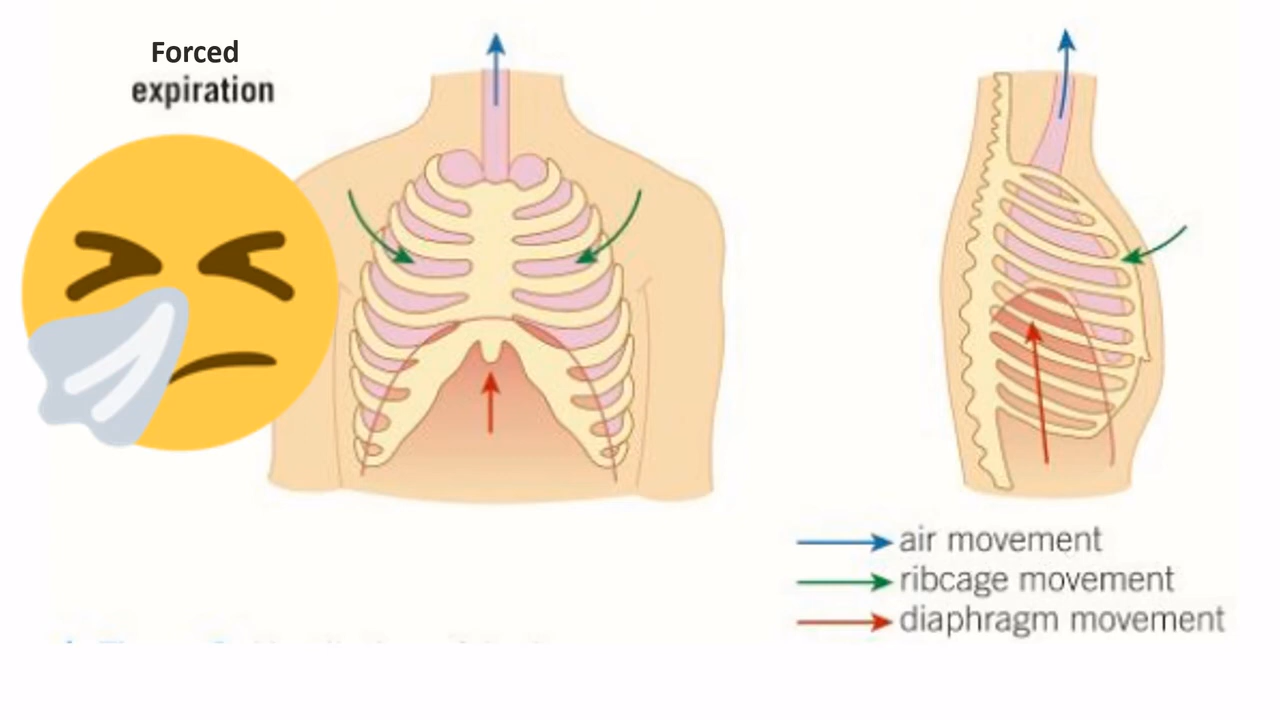 Forced
expiration
air movement
ribcage movement
diaphragm movement